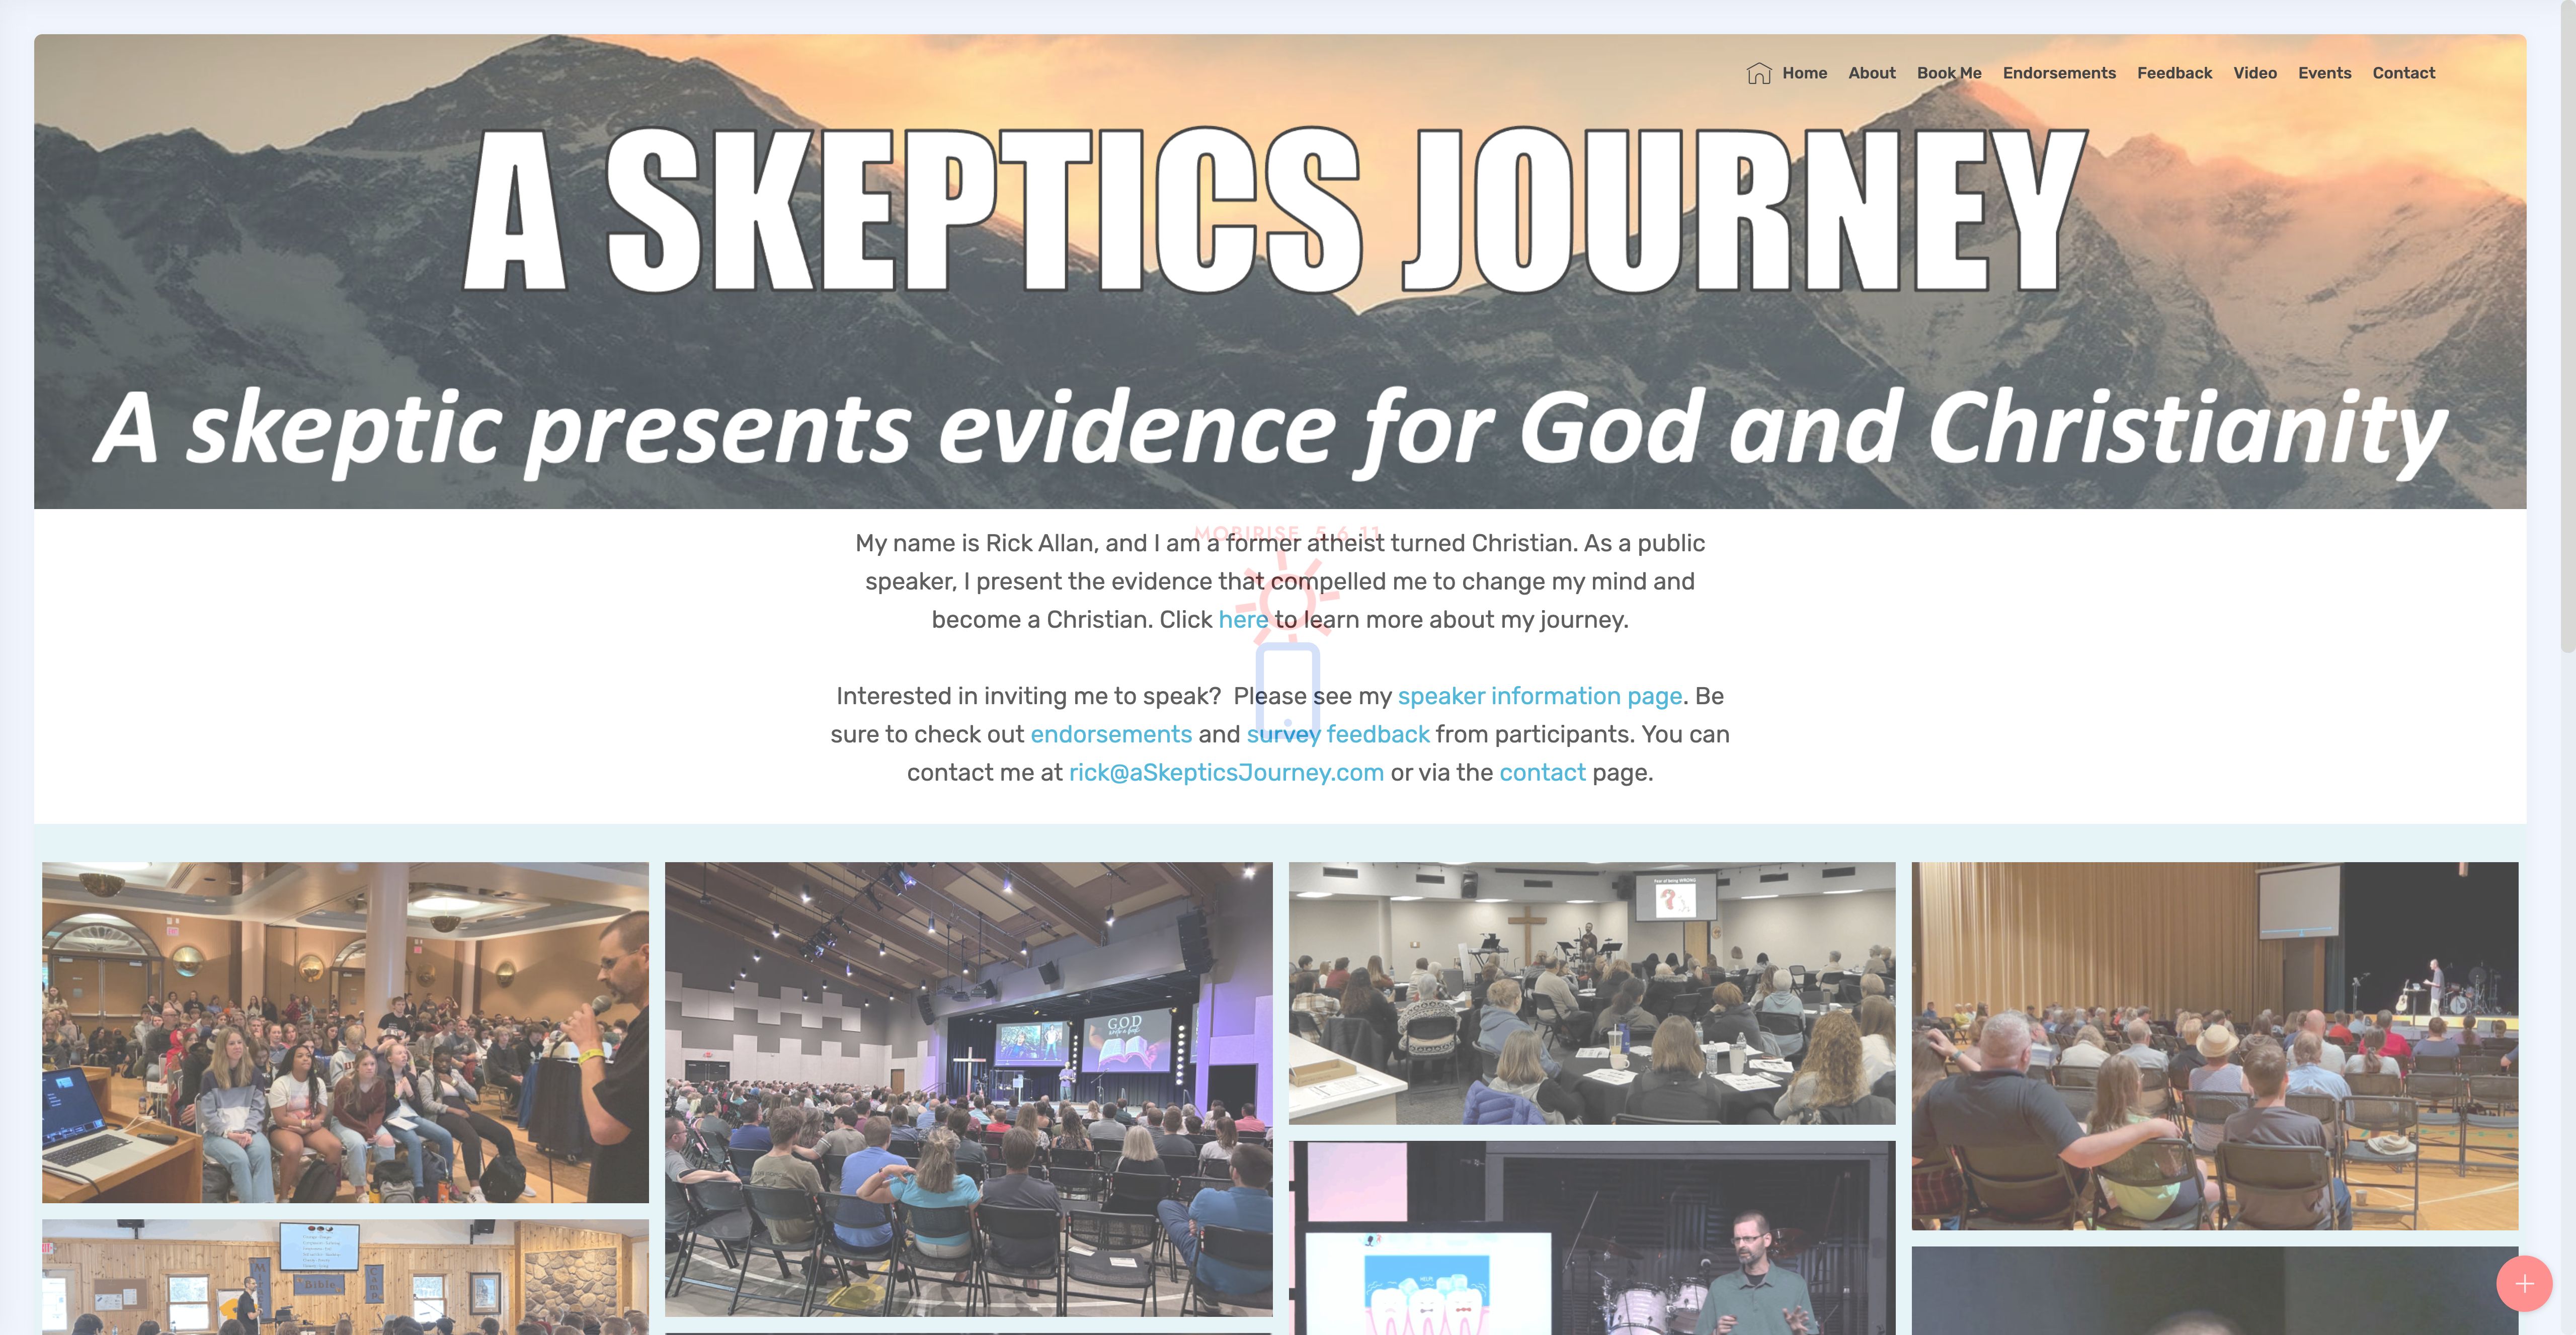 Home About Book Me Endorsements Feedback Video Events Contact
A SKEPTICS JOURNEY
A skeptic presents evidence for God and Christianity
MOBIRISE 5.6.11
My name is Rick Allan, and I am a former atheist turned Christian. As a public
speaker, I present the evidence that compelled me to change my mind and
become a Christian. Click here to learn more about my journey.
Interested in inviting me to speak?  Please see my speaker information page. Be
sure to check out endorsements and survey feedback from participants. You can
contact me at rick@aSkepticsJourney.com or via the contact page.
GOD
Fear of being WRONG
Bible
HELP!